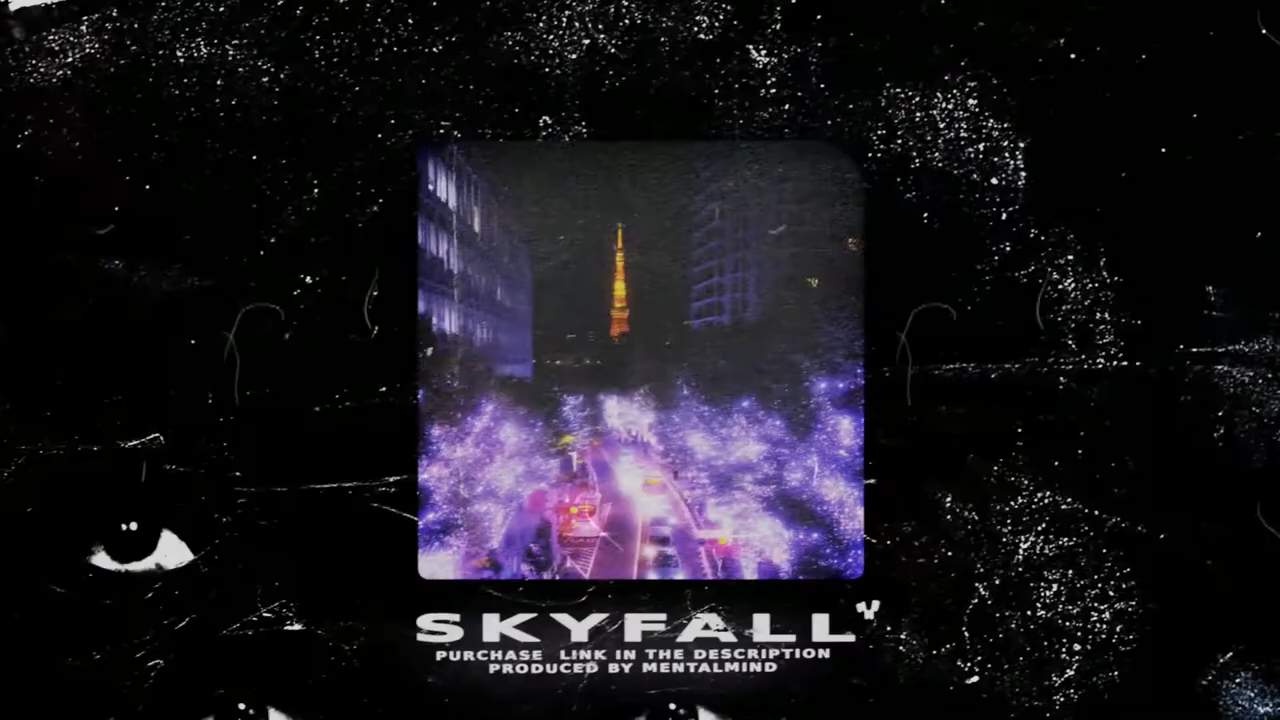 SKYFALL
PURCHASE LINK IN THE DESCRIPTION
PRODUCED BY MENTALMIND